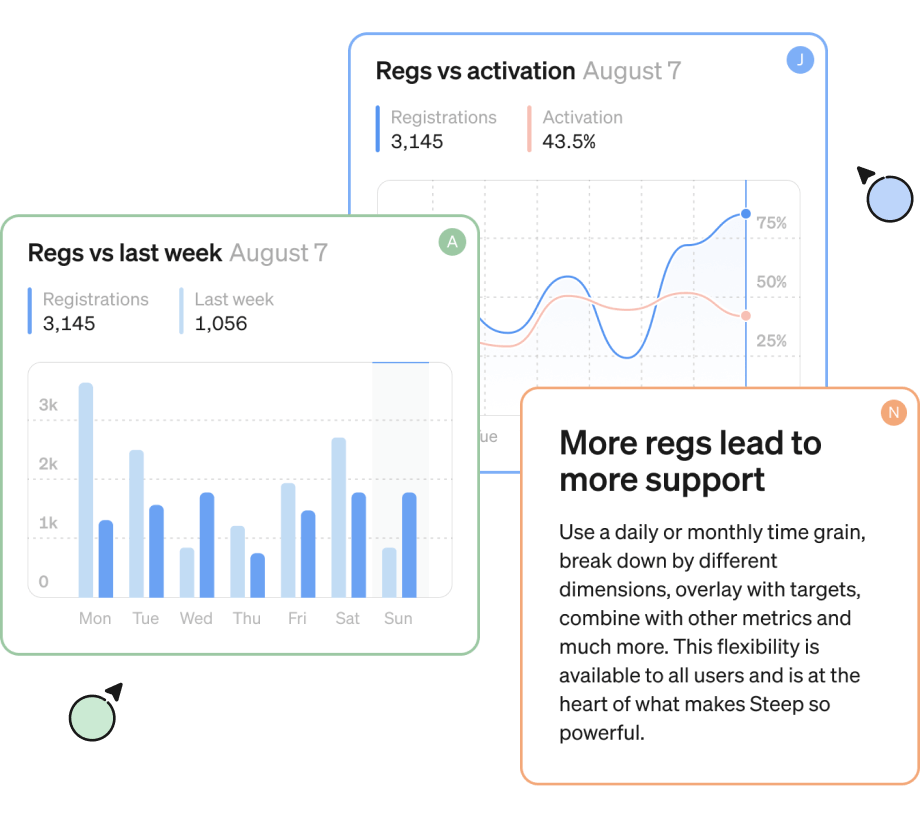 Regs vs activation August 7
J
Registrations
3,145
Activation
43.5%
75%
50%
25%
Regs vs last week August 7
A
Registrations
3,145
Last week
1,056
3k
2k
1k
0
Mon Tue Wed Thu Fri Sat Sun
N
More regs lead to
more support
Use a daily or monthly time grain,
break down by different
dimensions, overlay with targets,
combine with other metrics and
much more. This flexibility is
available to all users and is at the
heart of what makes Steep so
powerful.